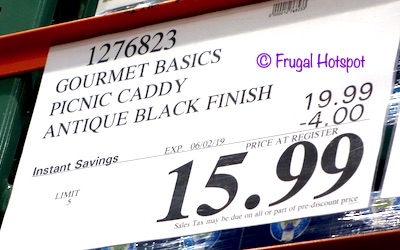 1276823
© Frugal Hotspot
GOURMET BASICS
PICNIC CADDY
ANTIQUE BLACK FINISH
19.99
-4.00
Instant Savings
EXP. 06/02/19
PRICE AT REGISTER
15.99
LIMIT
5
Sales Tax may be due on all or part of pre-discount price